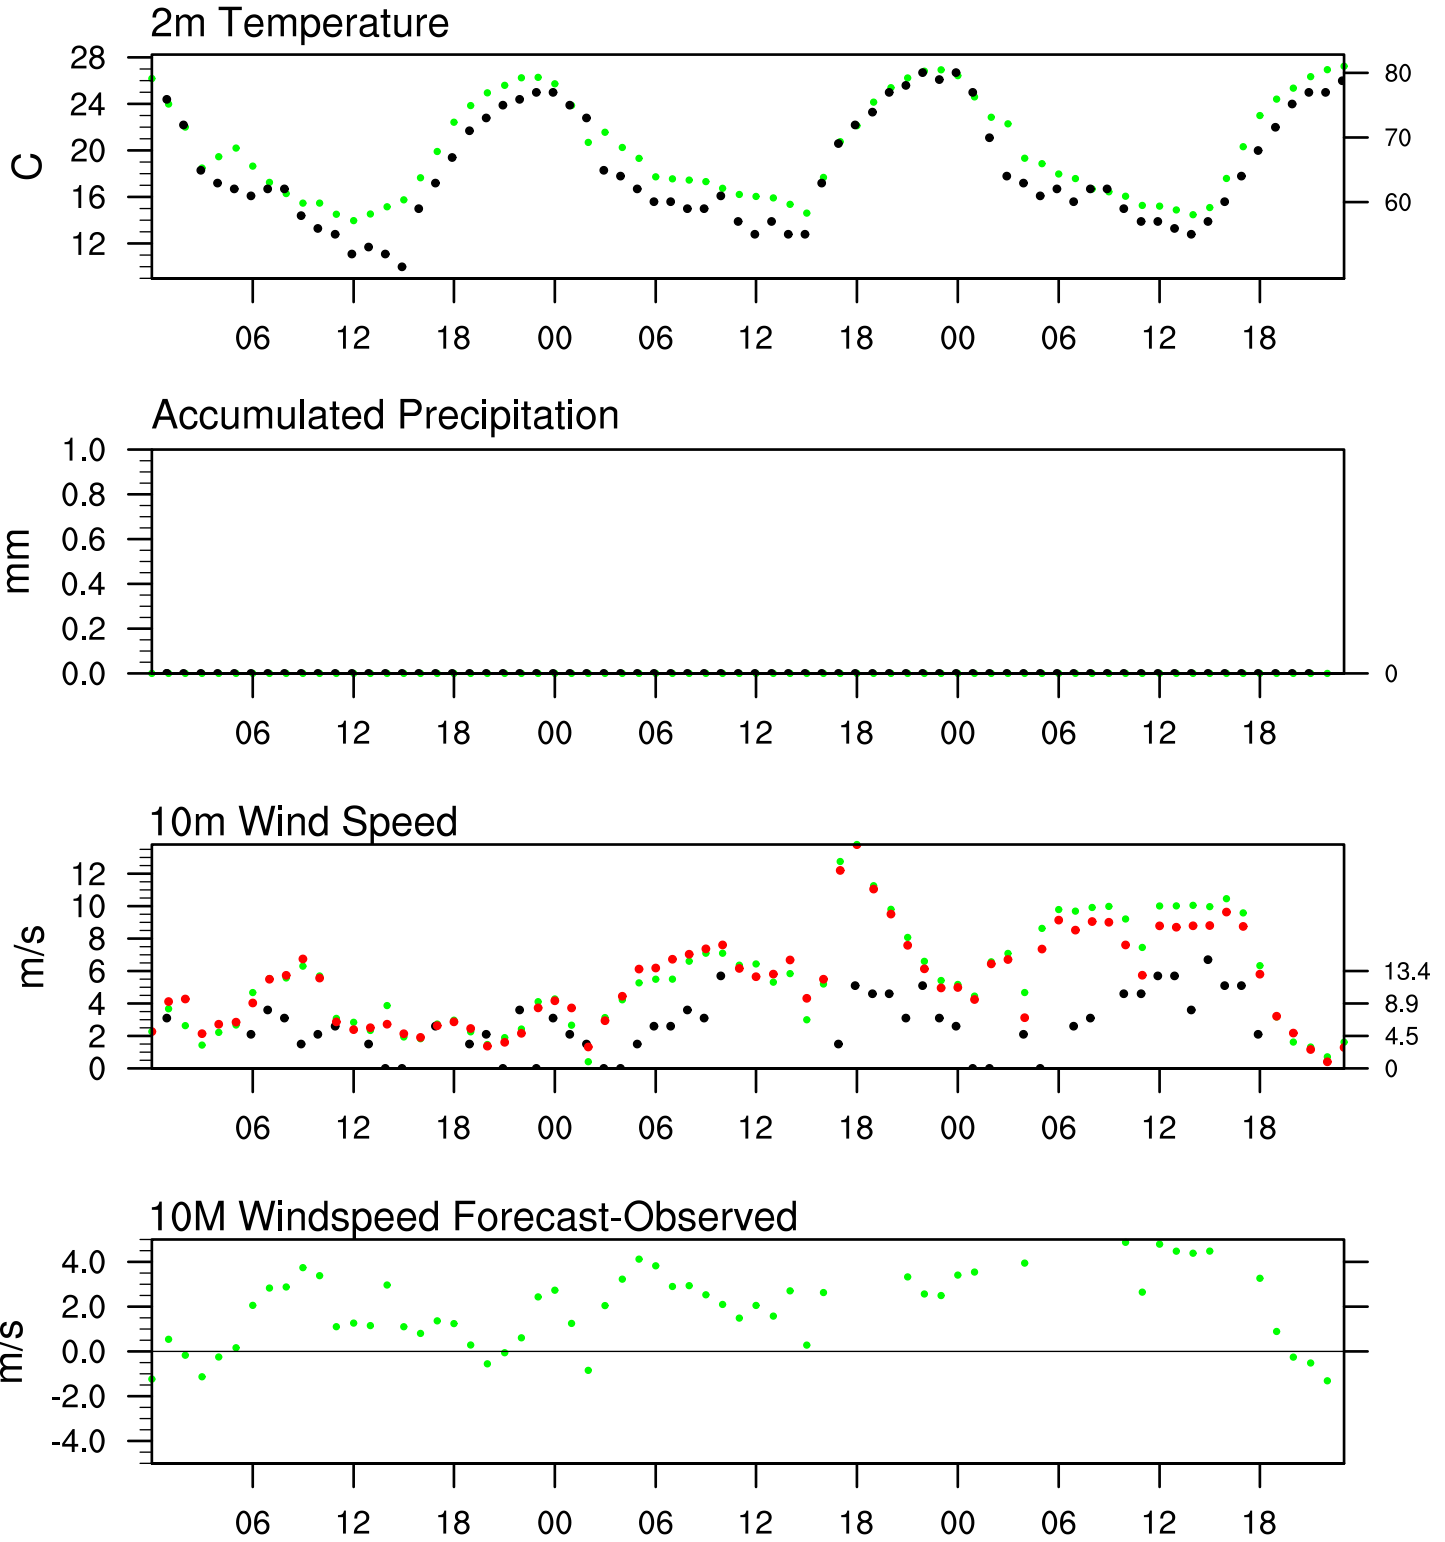 2m Temperature
28
24
20
16
12
C
80
70
60
06 12 18 00 06 12 18 00 06 12 18
Accumulated Precipitation
1.0
0.8
0.6
0.4
0.2
0.0
mm
0
06 12 18 00 06 12 18 00 06 12 18
10m Wind Speed
12
10
8
6
4
2
0
m/s
13.4
8.9
4.5
0
06 12 18 00 06 12 18 00 06 12 18
10M Windspeed Forecast-Observed
4.0
2.0
0.0
-2.0
-4.0
m/s
06 12 18 00 06 12 18 00 06 12 18